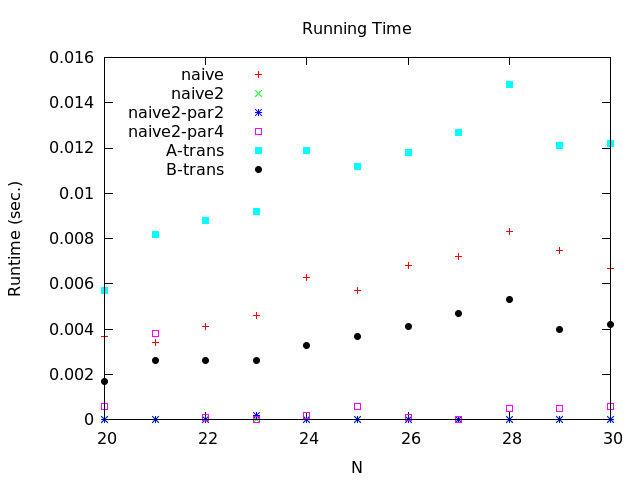 Running Time
0.016
0.014
0.012
0.01
0.008
0.006
0.004
0.002
0
Runtime (sec.)
naive
naive2
naive2-par2
naive2-par4
A-trans
B-trans
20 22 24 26 28 30
N